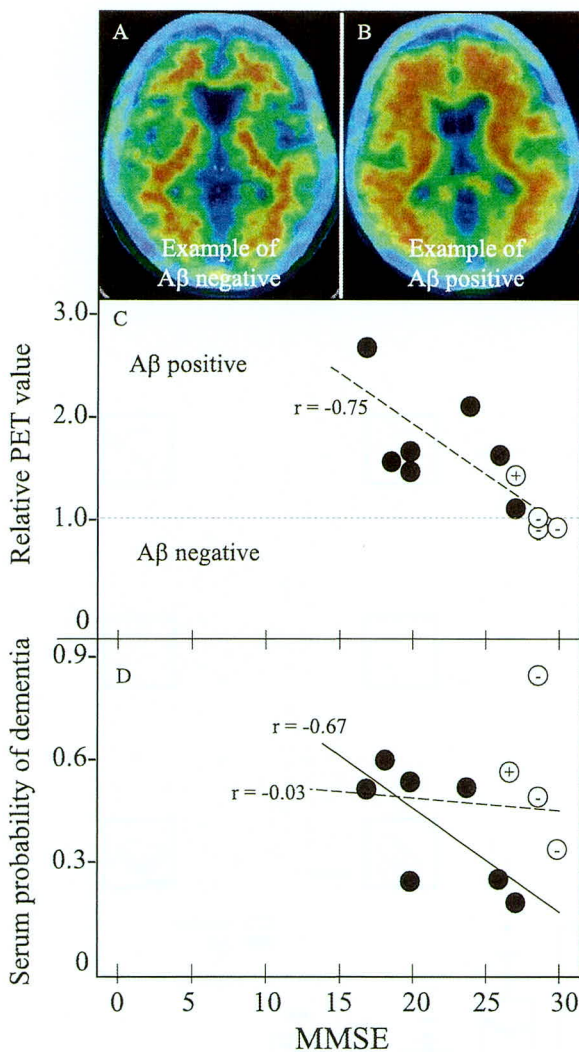 A
B
Example of
Aβ negative
Example of
Aβ positive
C
Relative PET value
3.0
2.0
1.0
0
Aβ positive
r = -0.75
+
-
-
-
Aβ negative
D
Serum probability of dementia
0.9
0.6
0.3
0
r = -0.67
r = -0.03
-
+
-
-
0
5
10
15
20
25
30
MMSE